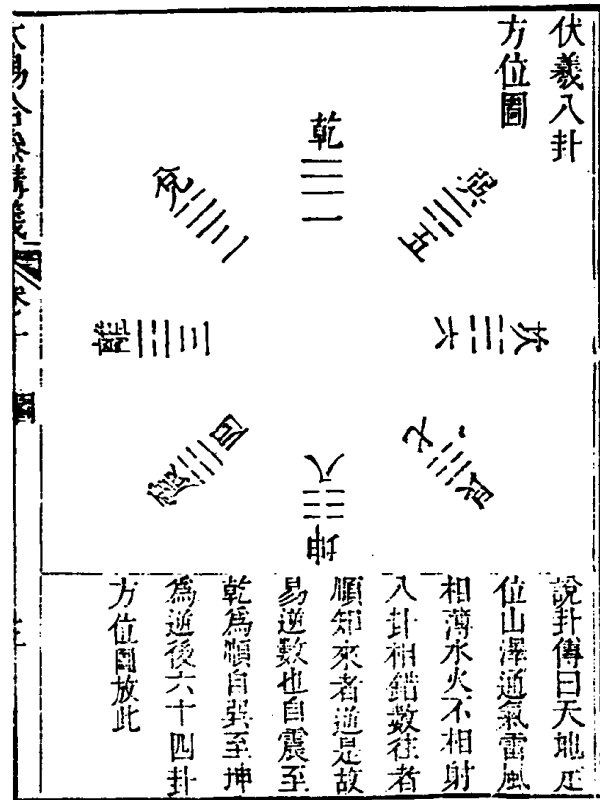 伏羲八卦
方位圖
乾一
兌二
離三
震四
巽五
坎六
艮七
坤八
說卦傳曰天地定
位山澤通氣雷風
相薄水火不相射
八卦相錯數往者
順知來者逆是故
易逆數也自震至
乾爲順自巽至坤
爲逆後六十四卦
方位圖放此